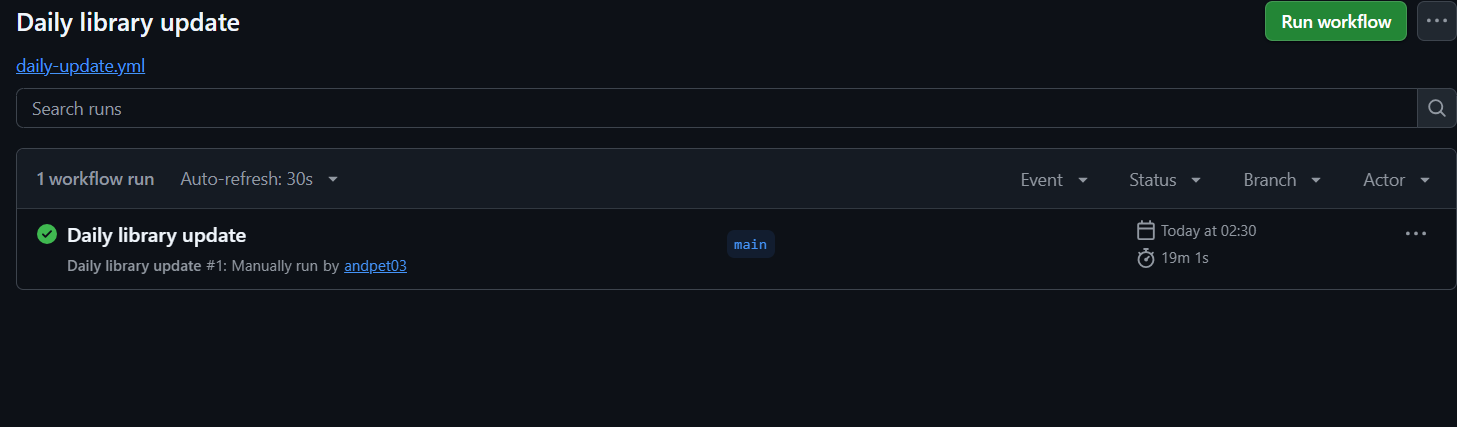 Daily library update
Run workflow
daily-update.yml
Search runs
1 workflow run
Auto-refresh: 30s
Event
Status
Branch
Actor
Daily library update
main
Today at 02:30
Daily library update #1: Manually run by andpet03
19m 1s